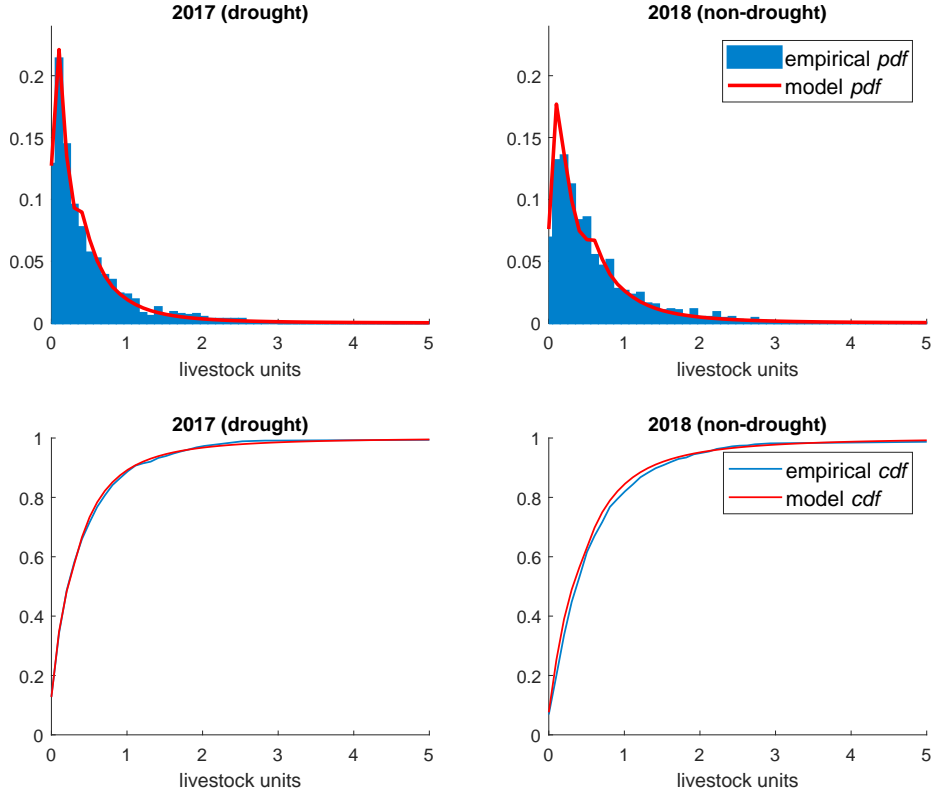 2017 (drought)
0.2
0.15
0.1
0.05
0
0 1 2 3 4 5
livestock units
2018 (non-drought)
empirical pdf
model pdf
0.2
0.15
0.1
0.05
0
0 1 2 3 4 5
livestock units
2017 (drought)
1
0.8
0.6
0.4
0.2
0
0 1 2 3 4 5
livestock units
2018 (non-drought)
empirical cdf
model cdf
1
0.8
0.6
0.4
0.2
0
0 1 2 3 4 5
livestock units